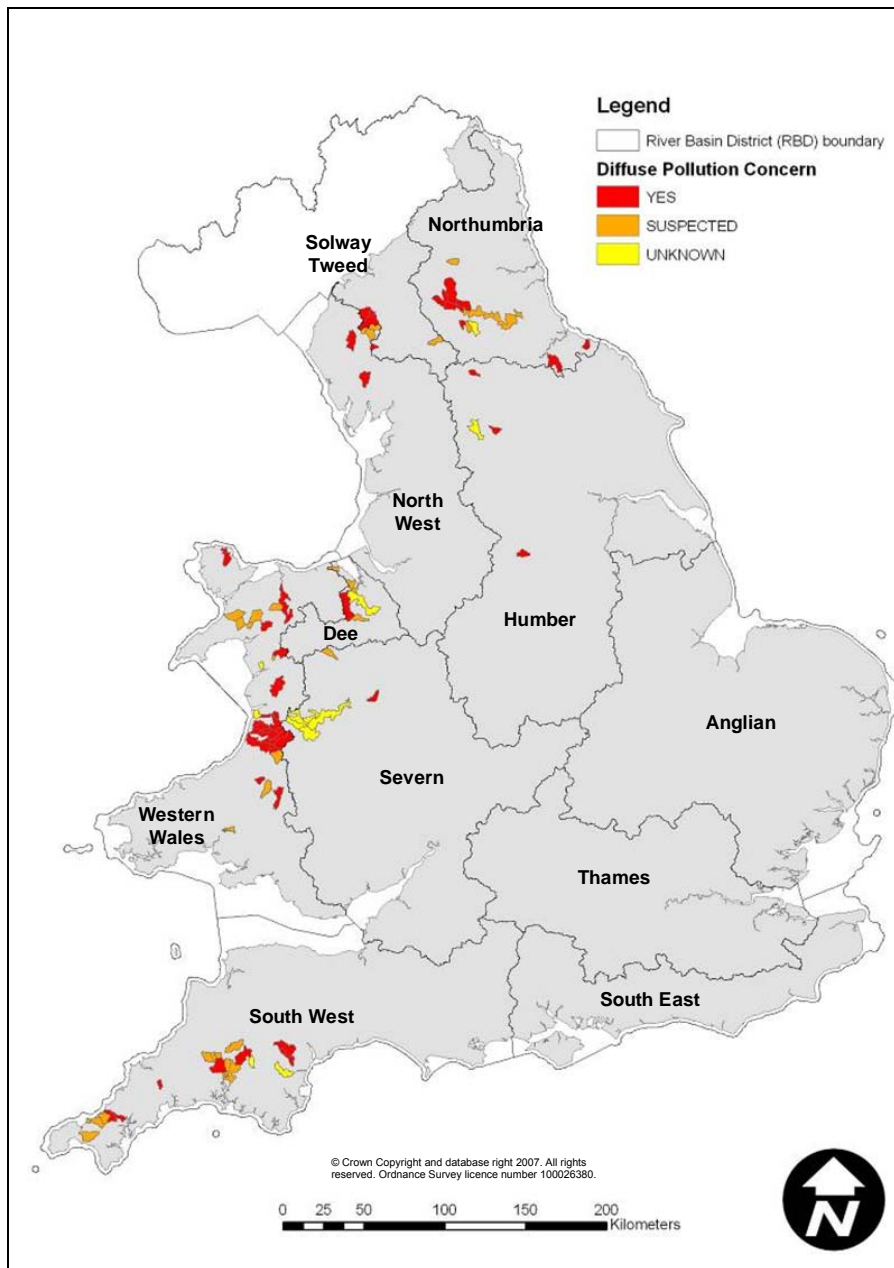 Legend
River Basin District (RBD) boundary
Diffuse Pollution Concern
YES
SUSPECTED
UNKNOWN
Northumbria
Solway
Tweed
North
West
Dee
Humber
Anglian
Severn
Western
Wales
Thames
South East
South West
© Crown Copyright and database right 2007. All rights
reserved. Ordnance Survey licence number 100026380.
0 25 50 100 150 200
Kilometers
N